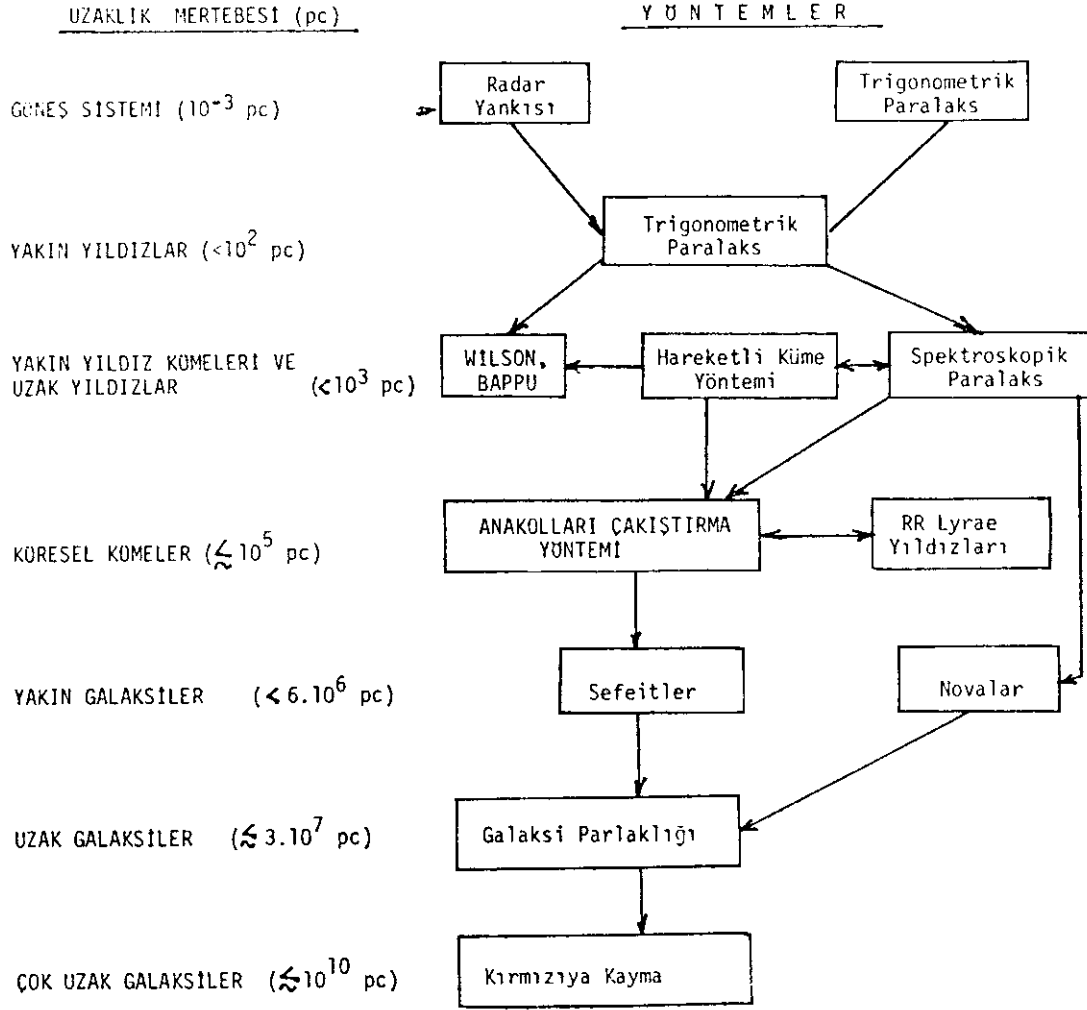 UZAKLIK MERTEBESİ (pc)
Y Ö N T E M L E R
GÜNEŞ SİSTEMİ (10⁻³ pc)
Radar
Yankısı
Trigonometrik
Paralaks
YAKIN YILDIZLAR (<10² pc)
Trigonometrik
Paralaks
YAKIN YILDIZ KÜMELERİ VE
UZAK YILDIZLAR (<10³ pc)
WİLSON,
BAPPU
Hareketli Küme
Yöntemi
Spektroskopik
Paralaks
KÜRESEL KÜMELER (≲10⁵ pc)
ANAKOLLARI ÇAKIŞTIRMA
YÖNTEMİ
RR Lyrae
Yıldızları
YAKIN GALAKSİLER (<6.10⁶ pc)
Sefeitler
Novalar
UZAK GALAKSİLER (≲3.10⁷ pc)
Galaksi Parlaklığı
ÇOK UZAK GALAKSİLER (≲10¹⁰ pc)
Kırmızıya Kayma